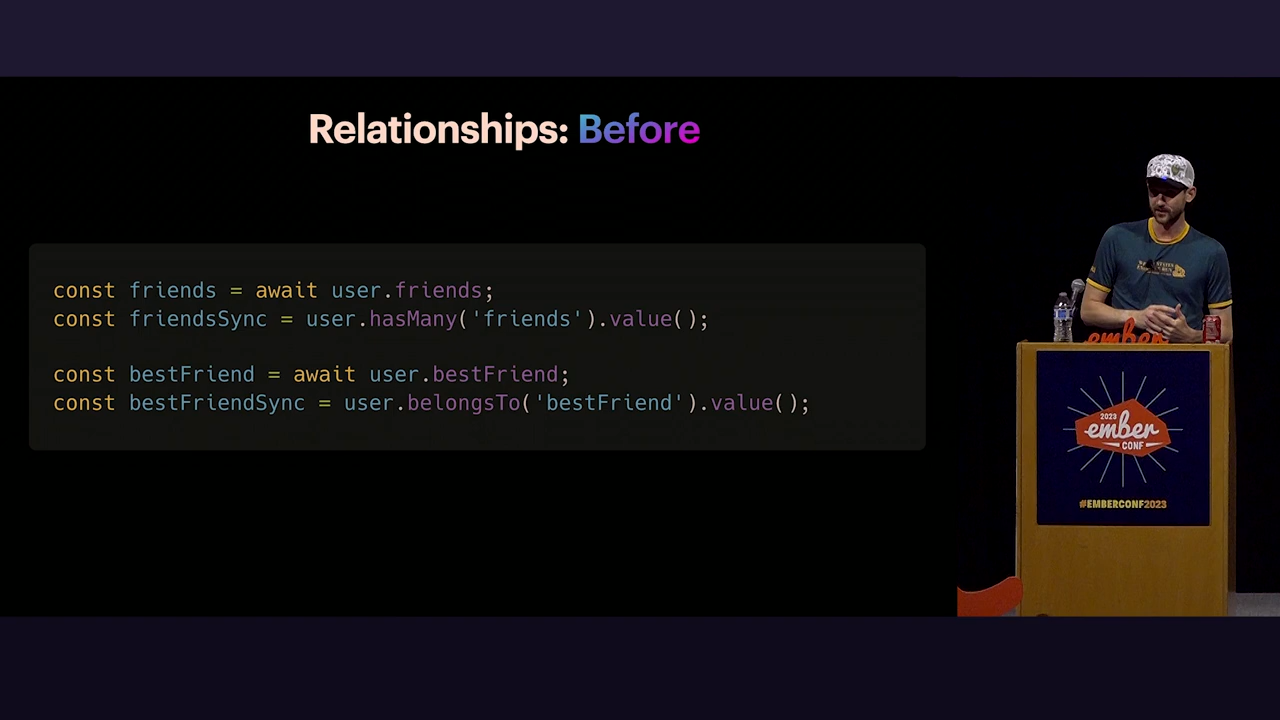 Relationships: Before
const friends = await user.friends;
const friendsSync = user.hasMany('friends').value();
const bestFriend = await user.bestFriend;
const bestFriendSync = user.belongsTo('bestFriend').value();
ember
2023
ember
CONF
#EMBERCONF2023